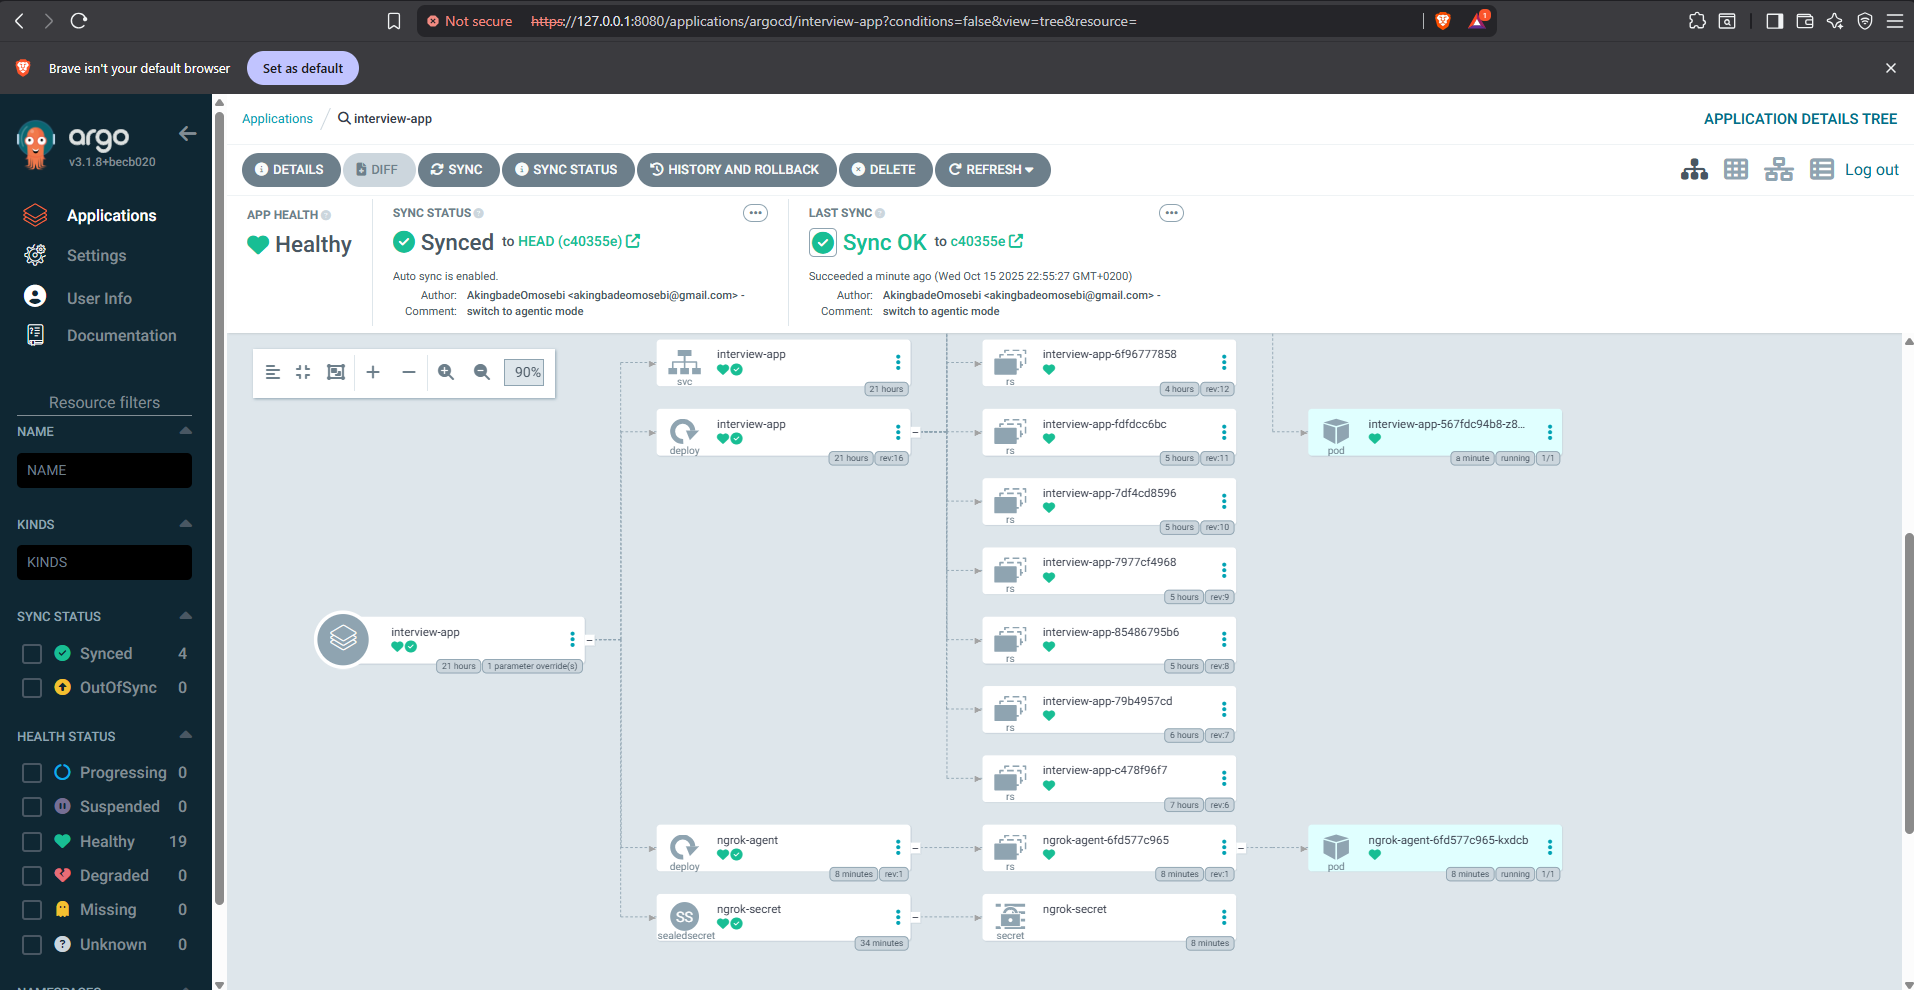 Not secure https://127.0.0.1:8080/applications/argocd/interview-app?conditions=false&view=tree&resource= 1
Brave isn't your default browser Set as default
argo
v3.1.8+becb020
Applications
Settings
User Info
Documentation
Resource filters
NAME
NAME
KINDS
KINDS
SYNC STATUS
Synced 4
OutOfSync 0
HEALTH STATUS
Progressing 0
Suspended 0
Healthy 19
Degraded 0
Missing 0
Unknown 0
Applications / interview-app
APPLICATION DETAILS TREE
DETAILS DIFF SYNC SYNC STATUS HISTORY AND ROLLBACK DELETE REFRESH
Log out
APP HEALTH
Healthy
SYNC STATUS
Synced to HEAD (c40355e)
Auto sync is enabled.
Author: AkingbadeOmosebi <akingbadeomosebi@gmail.com> -
Comment: switch to agentic mode
LAST SYNC
Sync OK to c40355e
Succeeded a minute ago (Wed Oct 15 2025 22:55:27 GMT+0200)
Author: AkingbadeOmosebi <akingbadeomosebi@gmail.com> -
Comment: switch to agentic mode
90%
interview-app
21 hours 1 parameter override(s)
interview-app
svc
21 hours
interview-app
deploy
21 hours rev:16
ngrok-agent
deploy
8 minutes rev:1
SS
ngrok-secret
sealedsecret
34 minutes
interview-app-6f96777858
rs
4 hours rev:12
interview-app-fdfdcc6bc
rs
5 hours rev:11
interview-app-7df4cd8596
rs
5 hours rev:10
interview-app-7977cf4968
rs
5 hours rev:9
interview-app-85486795b6
rs
5 hours rev:8
interview-app-79b4957cd
rs
6 hours rev:7
interview-app-c478f96f7
rs
7 hours rev:6
ngrok-agent-6fd577c965
rs
8 minutes rev:1
ngrok-secret
secret
8 minutes
interview-app-567fdc94b8-z8...
pod
a minute running 1/1
ngrok-agent-6fd577c965-kxdcb
pod
8 minutes running 1/1